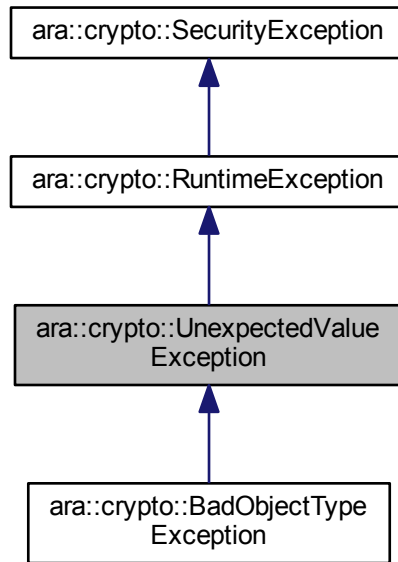 ara::crypto::SecurityException
ara::crypto::RuntimeException
ara::crypto::UnexpectedValue
Exception
ara::crypto::BadObjectType
Exception